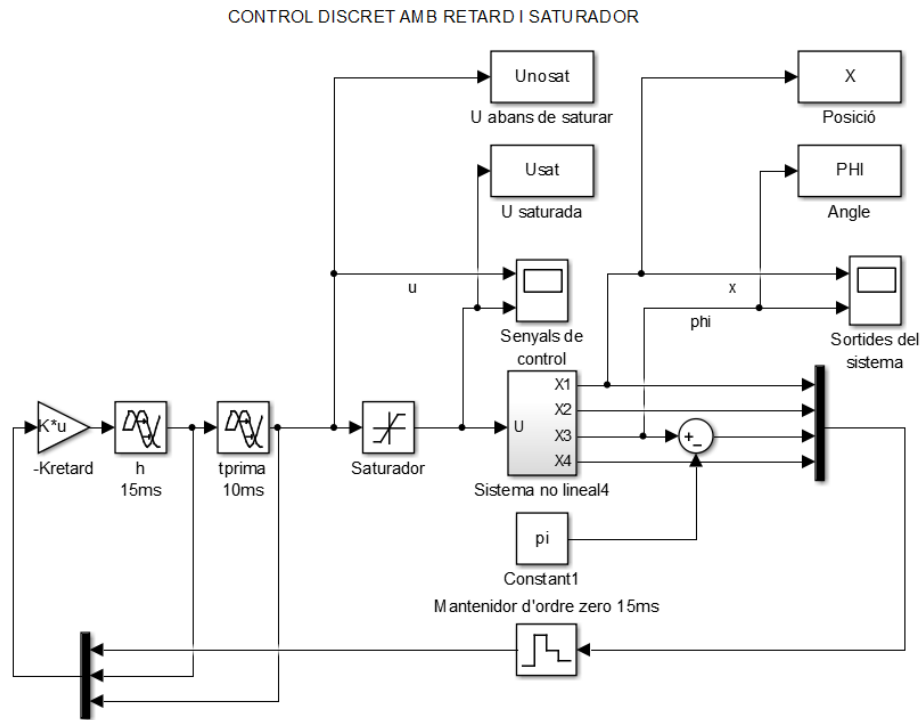 CONTROL DISCRET AMB RETARD I SATURADOR
Unosat
U abans de saturar
X
Posició
Usat
U saturada
PHI
Angle
u
Senyals de
control
x
phi
Sortides del
sistema
K*u
-Kretard
h
15ms
tprima
10ms
Saturador
U
X1
X2
X3
X4
Sistema no lineal4
+
−
pi
Constant1
Mantenidor d'ordre zero 15ms